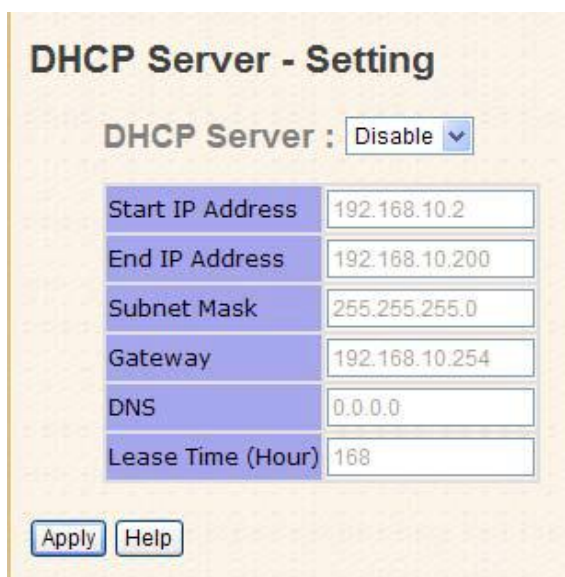 DHCP Server - Setting
DHCP Server : Disable
Start IP Address 192.168.10.2
End IP Address 192.168.10.200
Subnet Mask 255.255.255.0
Gateway 192.168.10.254
DNS 0.0.0.0
Lease Time (Hour) 168
Apply Help